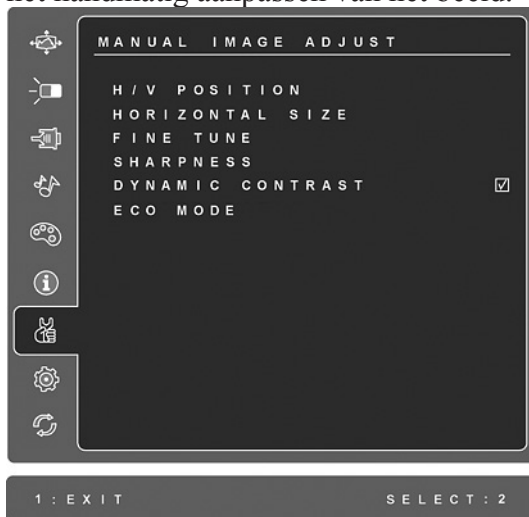 het handmatig aanpassen van het beeld.
MANUAL IMAGE ADJUST
H/V POSITION
HORIZONTAL SIZE
FINE TUNE
SHARPNESS
DYNAMIC CONTRAST ☑
ECO MODE
1:EXIT SELECT:2